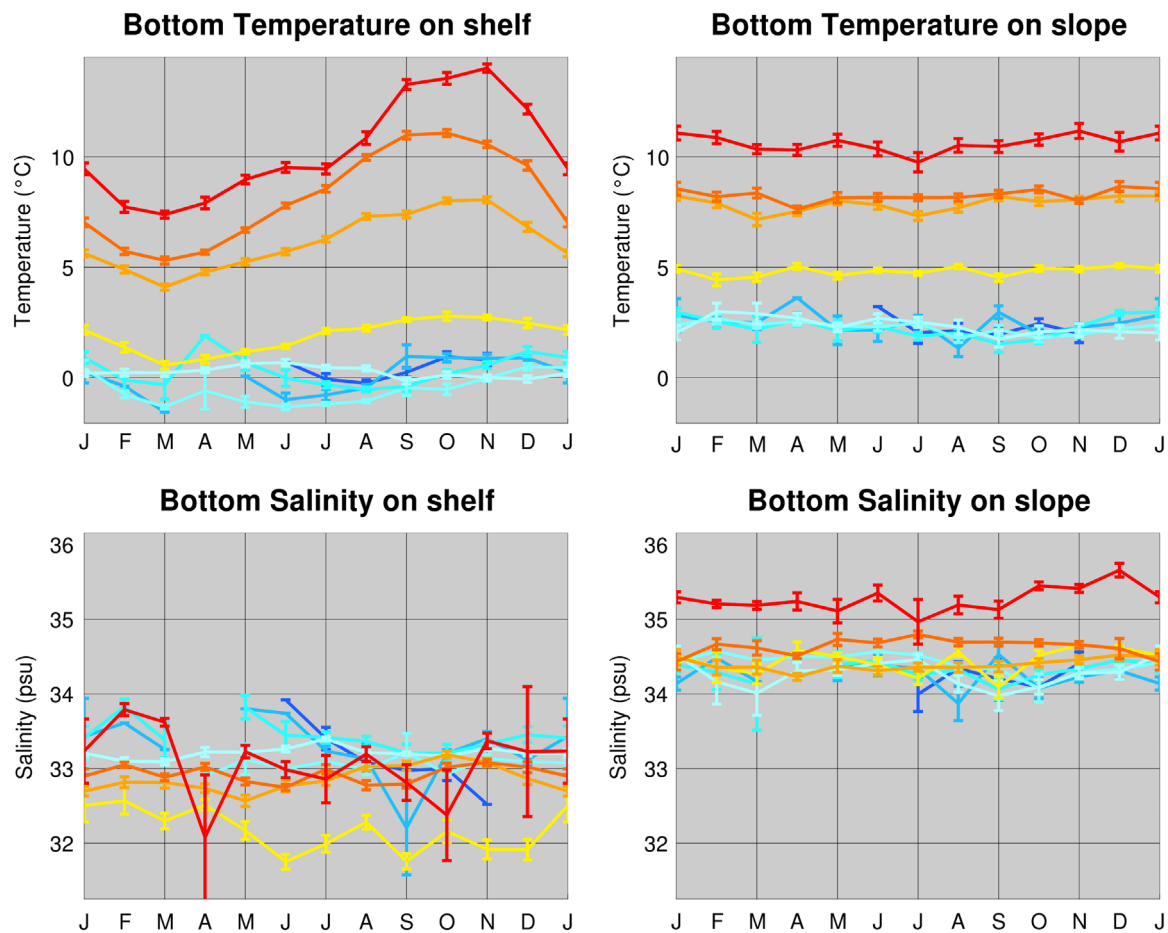 Bottom Temperature on shelf
Temperature (°C)
10
5
0
J F M A M J J A S O N D J
Bottom Temperature on slope
Temperature (°C)
10
5
0
J F M A M J J A S O N D J
Bottom Salinity on shelf
Salinity (psu)
36
35
34
33
32
J F M A M J J A S O N D J
Bottom Salinity on slope
Salinity (psu)
36
35
34
33
32
J F M A M J J A S O N D J